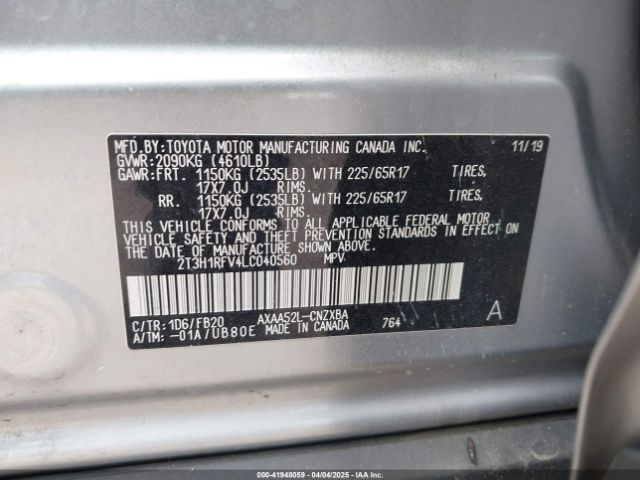 MFD.BY:TOYOTA MOTOR MANUFACTURING CANADA INC. 11/19
GVWR:2090KG (4610LB)
GAWR:FRT. 1150KG (2535LB) WITH 225/65R17 TIRES,
17X7.0J RIMS.
RR. 1150KG (2535LB) WITH 225/65R17 TIRES,
17X7.0J RIMS.
THIS VEHICLE CONFORMS TO ALL APPLICABLE FEDERAL MOTOR
VEHICLE SAFETY AND THEFT PREVENTION STANDARDS IN EFFECT ON
THE DATE OF MANUFACTURE SHOWN ABOVE.
2T3H1RFV4LC040560 MPV
C/TR:1D6/FB20 AXAA52L-CNZXBA 764 A
A/TM:-01A/UB80E MADE IN CANADA
000-41948059 - 04/04/2025 - IAAI.COM